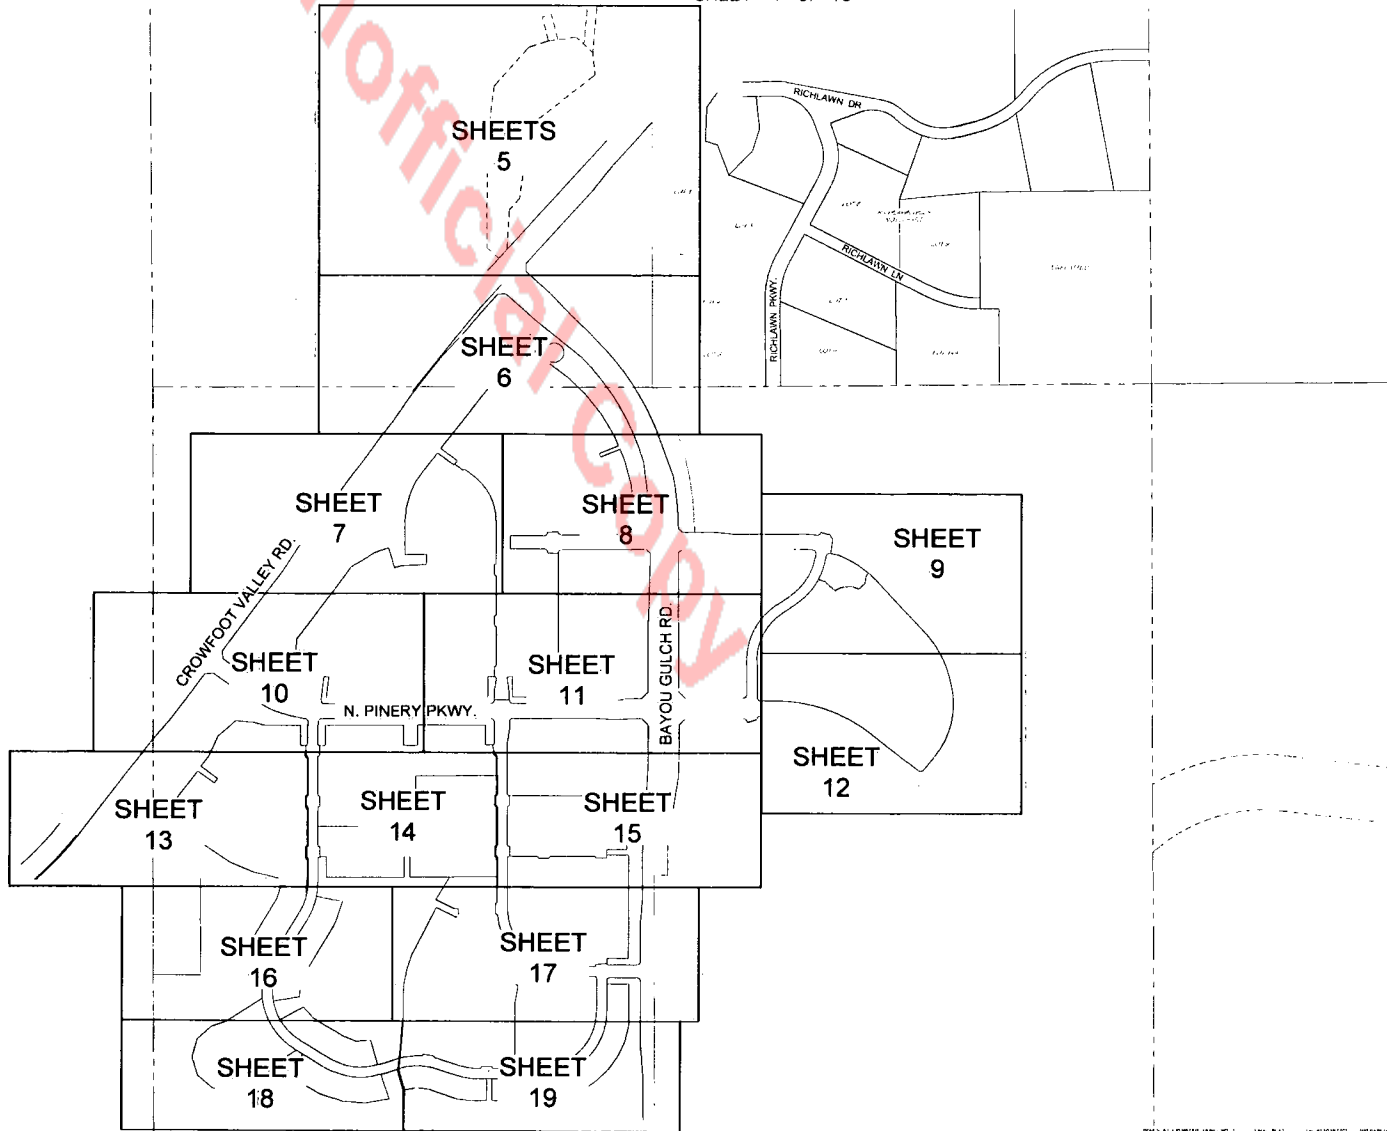 RICHLAWN DR
SHEETS
5
RICHLAWN LN
RICHLAWN PKWY.
SHEET
6
SHEET
7
SHEET
8
SHEET
9
CROWFOOT VALLEY RD.
SHEET
10
N. PINERY PKWY.
SHEET
11
BAYOU GULCH RD.
SHEET
12
SHEET
13
SHEET
14
SHEET
15
SHEET
16
SHEET
17
SHEET
18
SHEET
19
Unofficial Copy